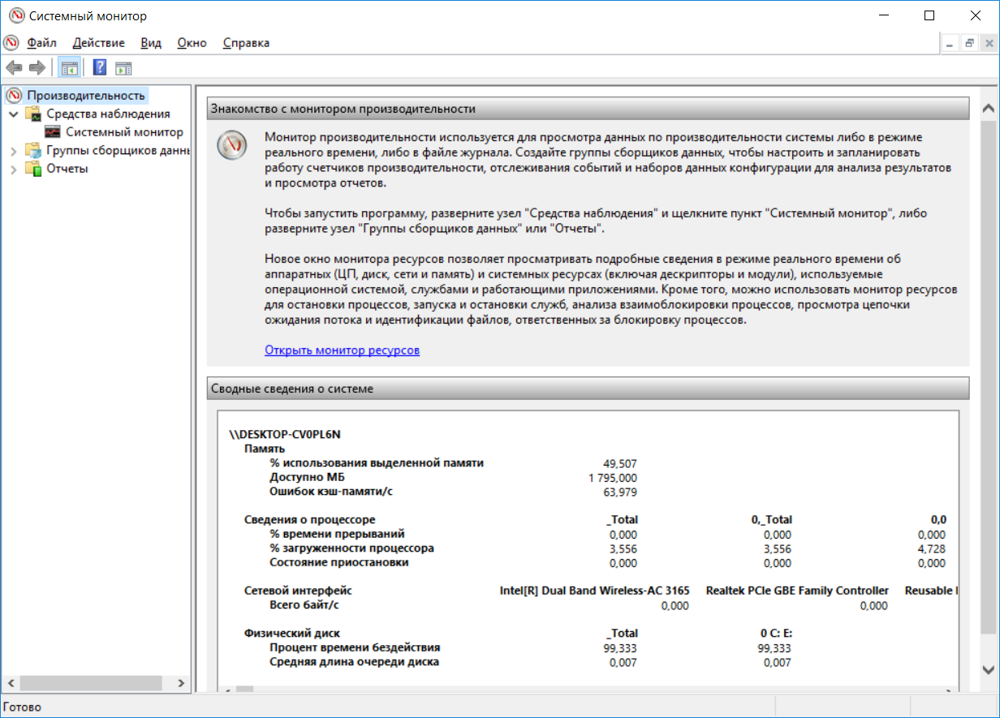 Системный монитор
Файл Действие Вид Окно Справка
Производительность
Средства наблюдения
Системный монитор
Группы сборщиков данн
Отчеты
Знакомство с монитором производительности
Монитор производительности используется для просмотра данных по производительности системы либо в режиме
реального времени, либо в файле журнала. Создайте группы сборщиков данных, чтобы настроить и запланировать
работу счетчиков производительности, отслеживания событий и наборов данных конфигурации для анализа результатов
и просмотра отчетов.
Чтобы запустить программу, разверните узел "Средства наблюдения" и щелкните пункт "Системный монитор", либо
разверните узел "Группы сборщиков данных" или "Отчеты".
Новое окно монитора ресурсов позволяет просматривать подробные сведения в режиме реального времени об
аппаратных (ЦП, диск, сети и память) и системных ресурсах (включая дескрипторы и модули), используемые
операционной системой, службами и работающими приложениями. Кроме того, можно использовать монитор ресурсов
для остановки процессов, запуска и остановки служб, анализа взаимоблокировки процессов, просмотра цепочки
ожидания потока и идентификации файлов, ответственных за блокировку процессов.
Открыть монитор ресурсов
Сводные сведения о системе
\\DESKTOP-CV0PL6N
Память
% использования выделенной памяти 49,507
Доступно МБ 1 795,000
Ошибок кэш-памяти/с 63,979
Сведения о процессоре _Total 0,_Total 0,0
% времени прерываний 0,000 0,000 0,000
% загруженности процессора 3,556 3,556 4,728
Состояние приостановки 0,000 0,000 0,000
Сетевой интерфейс Intel[R] Dual Band Wireless-AC 3165 Realtek PCIe GBE Family Controller Reusable
Всего байт/с 0,000 0,000
Физический диск _Total 0 C: E:
Процент времени бездействия 99,333 99,333
Средняя длина очереди диска 0,007 0,007
Готово